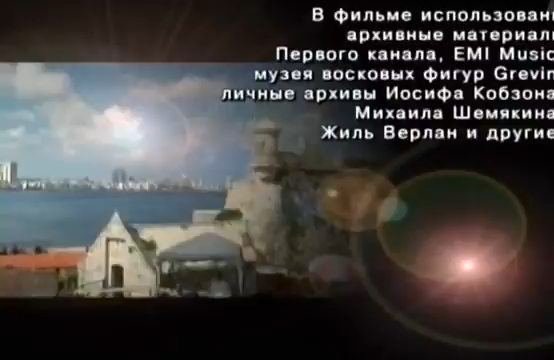 В фильме использован
архивные материал
Первого канала, EMI Music
музея восковых фигур Grevin
личные архивы Иосифа Кобзона
Михаила Шемякина
Жиль Верлан и другие